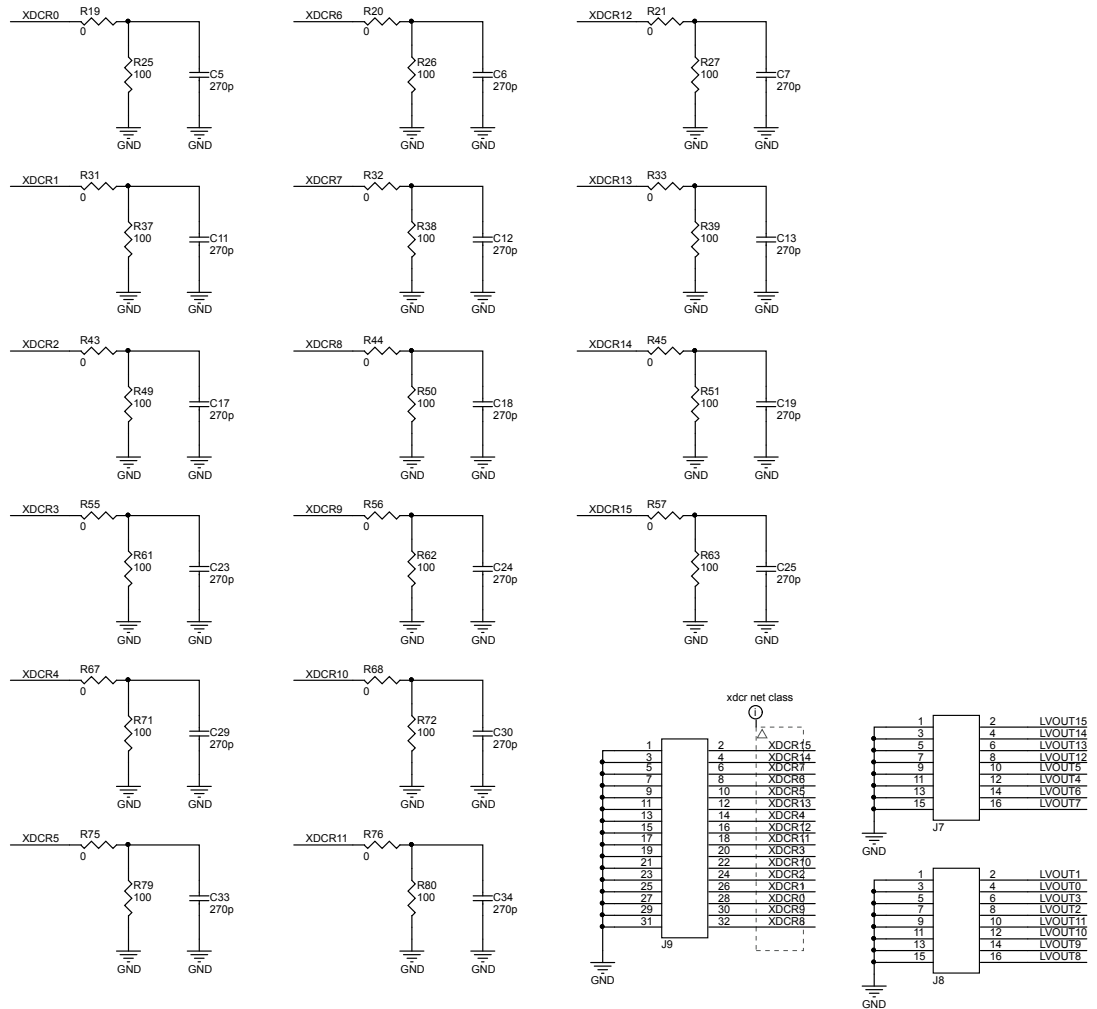 XDCR0 R19 0 R25 100 C5 270p GND GND
XDCR6 R20 0 R26 100 C6 270p GND GND
XDCR12 R21 0 R27 100 C7 270p GND GND
XDCR1 R31 0 R37 100 C11 270p GND GND
XDCR7 R32 0 R38 100 C12 270p GND GND
XDCR13 R33 0 R39 100 C13 270p GND GND
XDCR2 R43 0 R49 100 C17 270p GND GND
XDCR8 R44 0 R50 100 C18 270p GND GND
XDCR14 R45 0 R51 100 C19 270p GND GND
XDCR3 R55 0 R61 100 C23 270p GND GND
XDCR9 R56 0 R62 100 C24 270p GND GND
XDCR15 R57 0 R63 100 C25 270p GND GND
XDCR4 R67 0 R71 100 C29 270p GND GND
XDCR10 R68 0 R72 100 C30 270p GND GND
XDCR5 R75 0 R79 100 C33 270p GND GND
XDCR11 R76 0 R80 100 C34 270p GND GND
xdcr net class
i
1 2 XDCR15
3 4 XDCR14
5 6 XDCR7
7 8 XDCR6
9 10 XDCR5
11 12 XDCR13
13 14 XDCR4
15 16 XDCR12
17 18 XDCR11
19 20 XDCR3
21 22 XDCR10
23 24 XDCR2
25 26 XDCR1
27 28 XDCR0
29 30 XDCR9
31 32 XDCR8
J9
GND
1 2 LVOUT15
3 4 LVOUT14
5 6 LVOUT13
7 8 LVOUT12
9 10 LVOUT5
11 12 LVOUT4
13 14 LVOUT6
15 16 LVOUT7
J7
GND
1 2 LVOUT1
3 4 LVOUT0
5 6 LVOUT3
7 8 LVOUT2
9 10 LVOUT11
11 12 LVOUT10
13 14 LVOUT9
15 16 LVOUT8
J8
GND